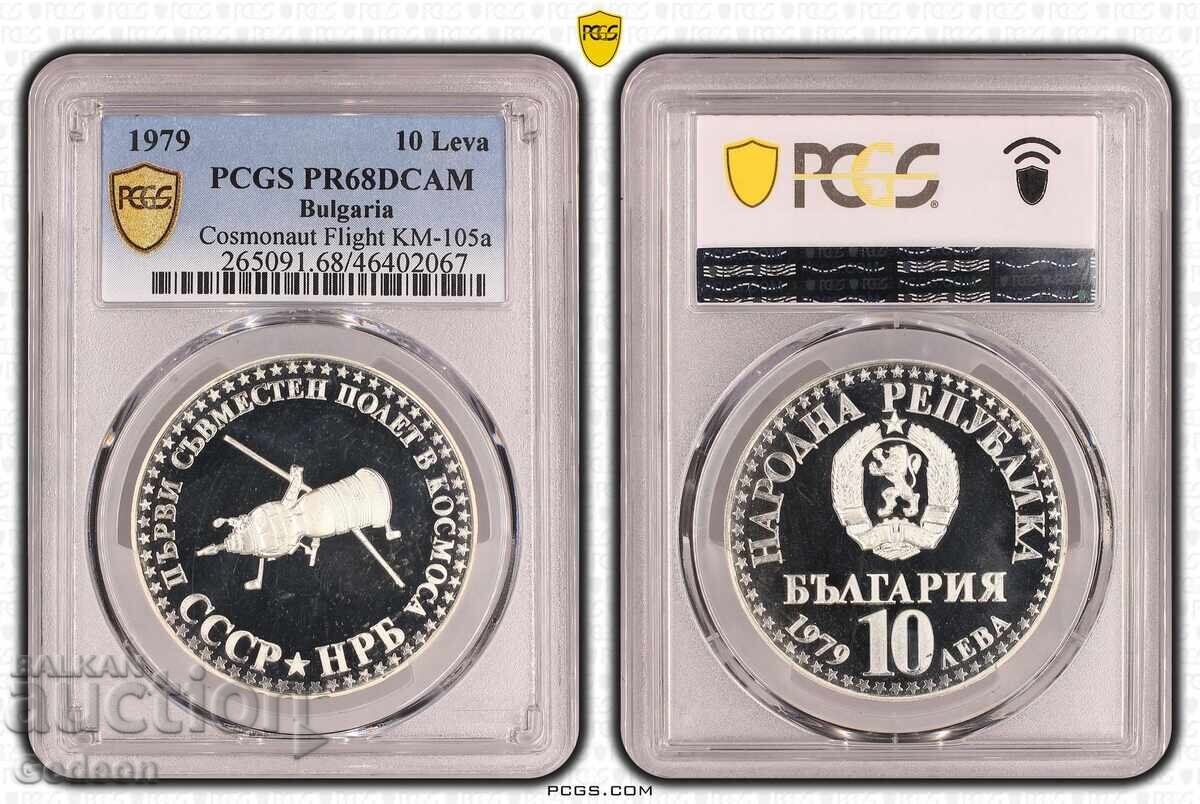 PCGS
1979 10 Leva
PCGS PR68DCAM
PCGS
Bulgaria
Cosmonaut Flight KM-105a
265091.68/46402067
ПЪРВИ СЪВМЕСТЕН ПОЛЕТ В КОСМОСА
СССР★НРБ
PCGS®
НАРОДНА РЕПУБЛИКА
БЪЛГАРИЯ
1979 10 ЛЕВА
BALKAN
auction
Godeon
PCGS.COM